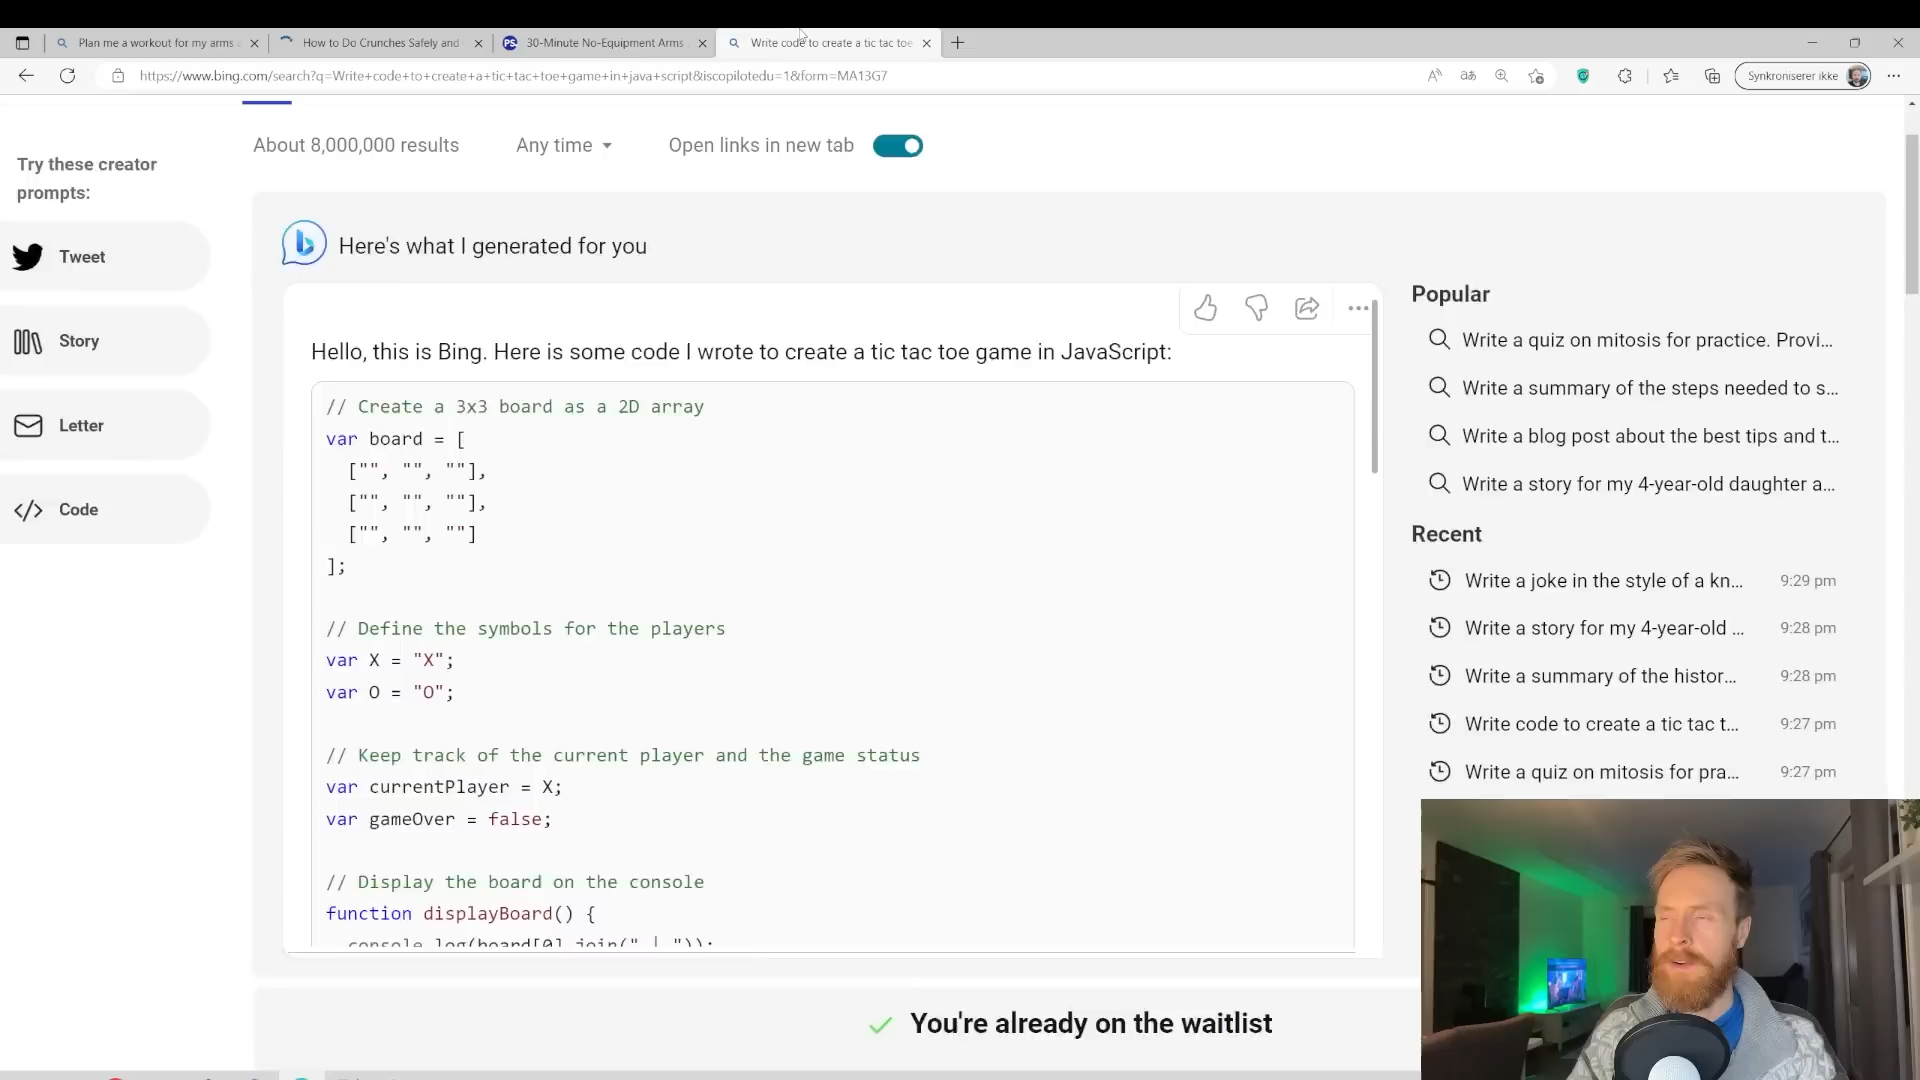 Plan me a workout for my arms
How to Do Crunches Safely and
PS
30-Minute No-Equipment Arms
Write code to create a tic tac toe
https://www.bing.com/search?q=Write+code+to+create+a+tic+tac+toe+game+in+java+script&iscopilotedu=1&form=MA13G7
Synkroniserer ikke
About 8,000,000 results
Any time
Open links in new tab
Try these creator
prompts:
Tweet
Story
Letter
Code
Here's what I generated for you
Hello, this is Bing. Here is some code I wrote to create a tic tac toe game in JavaScript:
// Create a 3x3 board as a 2D array
var board = [
["", "", ""],
["", "", ""],
["", "", ""]
];
// Define the symbols for the players
var X = "X";
var O = "O";
// Keep track of the current player and the game status
var currentPlayer = X;
var gameOver = false;
// Display the board on the console
function displayBoard() {
console.log(board[0].join(" | "));
Popular
Write a quiz on mitosis for practice. Provi...
Write a summary of the steps needed to s...
Write a blog post about the best tips and t...
Write a story for my 4-year-old daughter a...
Recent
Write a joke in the style of a kn... 9:29 pm
Write a story for my 4-year-old ... 9:28 pm
Write a summary of the histor... 9:28 pm
Write code to create a tic tac t... 9:27 pm
Write a quiz on mitosis for pra... 9:27 pm
You're already on the waitlist